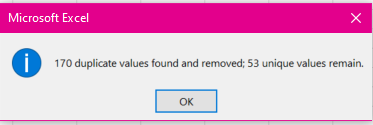 Microsoft Excel
170 duplicate values found and removed; 53 unique values remain.
OK